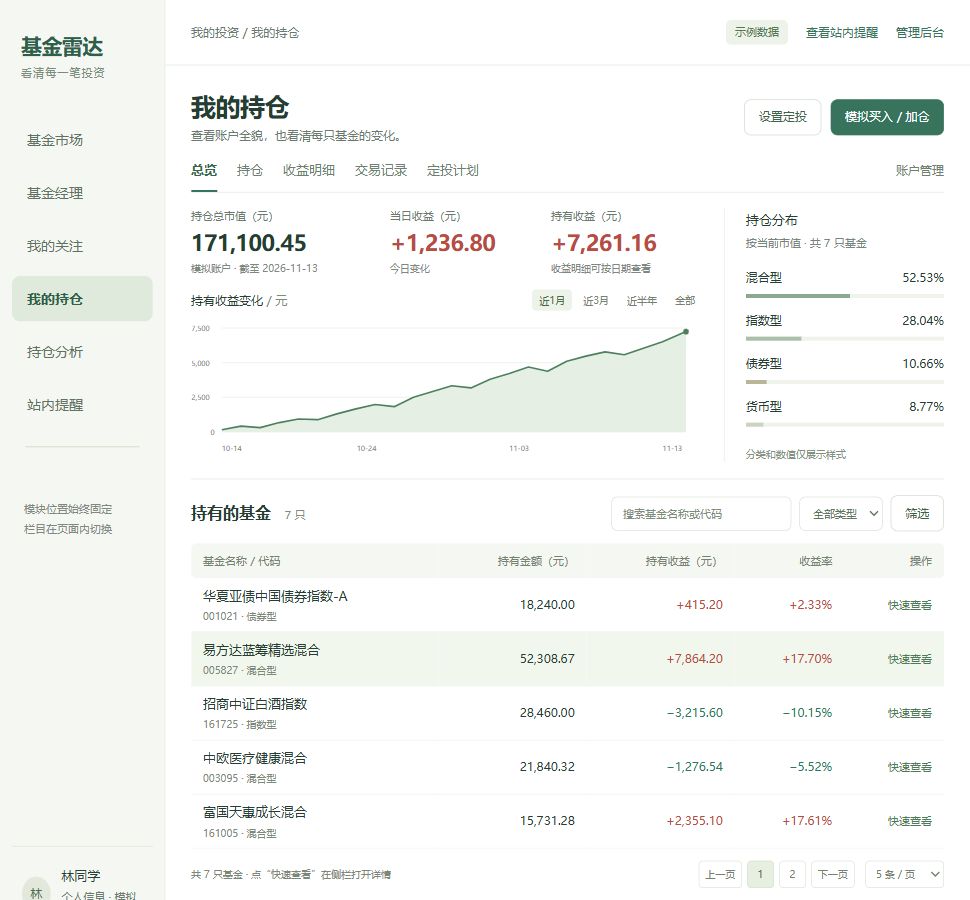 基金雷达
看清每一笔投资
基金市场
基金经理
我的关注
我的持仓
持仓分析
站内提醒
模块位置始终固定
栏目在页面内切换
林
林同学
个人信息 · 模拟
我的投资 / 我的持仓
示例数据
查看站内提醒
管理后台
我的持仓
查看账户全貌，也看清每只基金的变化。
设置定投
模拟买入 / 加仓
总览 持仓 收益明细 交易记录 定投计划
账户管理
持仓总市值（元）
171,100.45
模拟账户 · 截至 2026-11-13
当日收益（元）
+1,236.80
今日变化
持有收益（元）
+7,261.16
收益明细可按日期查看
持有收益变化 / 元
近1月 近3月 近半年 全部
7,500
5,000
2,500
0
10-14 10-24 11-03 11-13
持仓分布
按当前市值 · 共 7 只基金
混合型 52.53%
指数型 28.04%
债券型 10.66%
货币型 8.77%
分类和数值仅展示样式
持有的基金 7 只
搜索基金名称或代码
全部类型
筛选
基金名称 / 代码 持有金额（元） 持有收益（元） 收益率 操作
华夏亚债中国债券指数-A
001021 · 债券型
18,240.00 +415.20 +2.33% 快速查看
易方达蓝筹精选混合
005827 · 混合型
52,308.67 +7,864.20 +17.70% 快速查看
招商中证白酒指数
161725 · 指数型
28,460.00 −3,215.60 −10.15% 快速查看
中欧医疗健康混合
003095 · 混合型
21,840.32 −1,276.54 −5.52% 快速查看
富国天惠成长混合
161005 · 混合型
15,731.28 +2,355.10 +17.61% 快速查看
共 7 只基金 · 点“快速查看”在侧栏打开详情
上一页 1 2 下一页 5 条 / 页